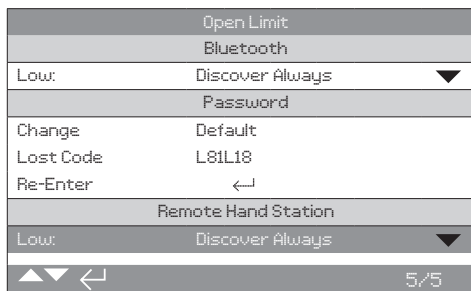 Open Limit
Bluetooth
Low: Discover Always
Password
Change Default
Lost Code L81L18
Re-Enter
Remote Hand Station
Low: Discover Always
5/5